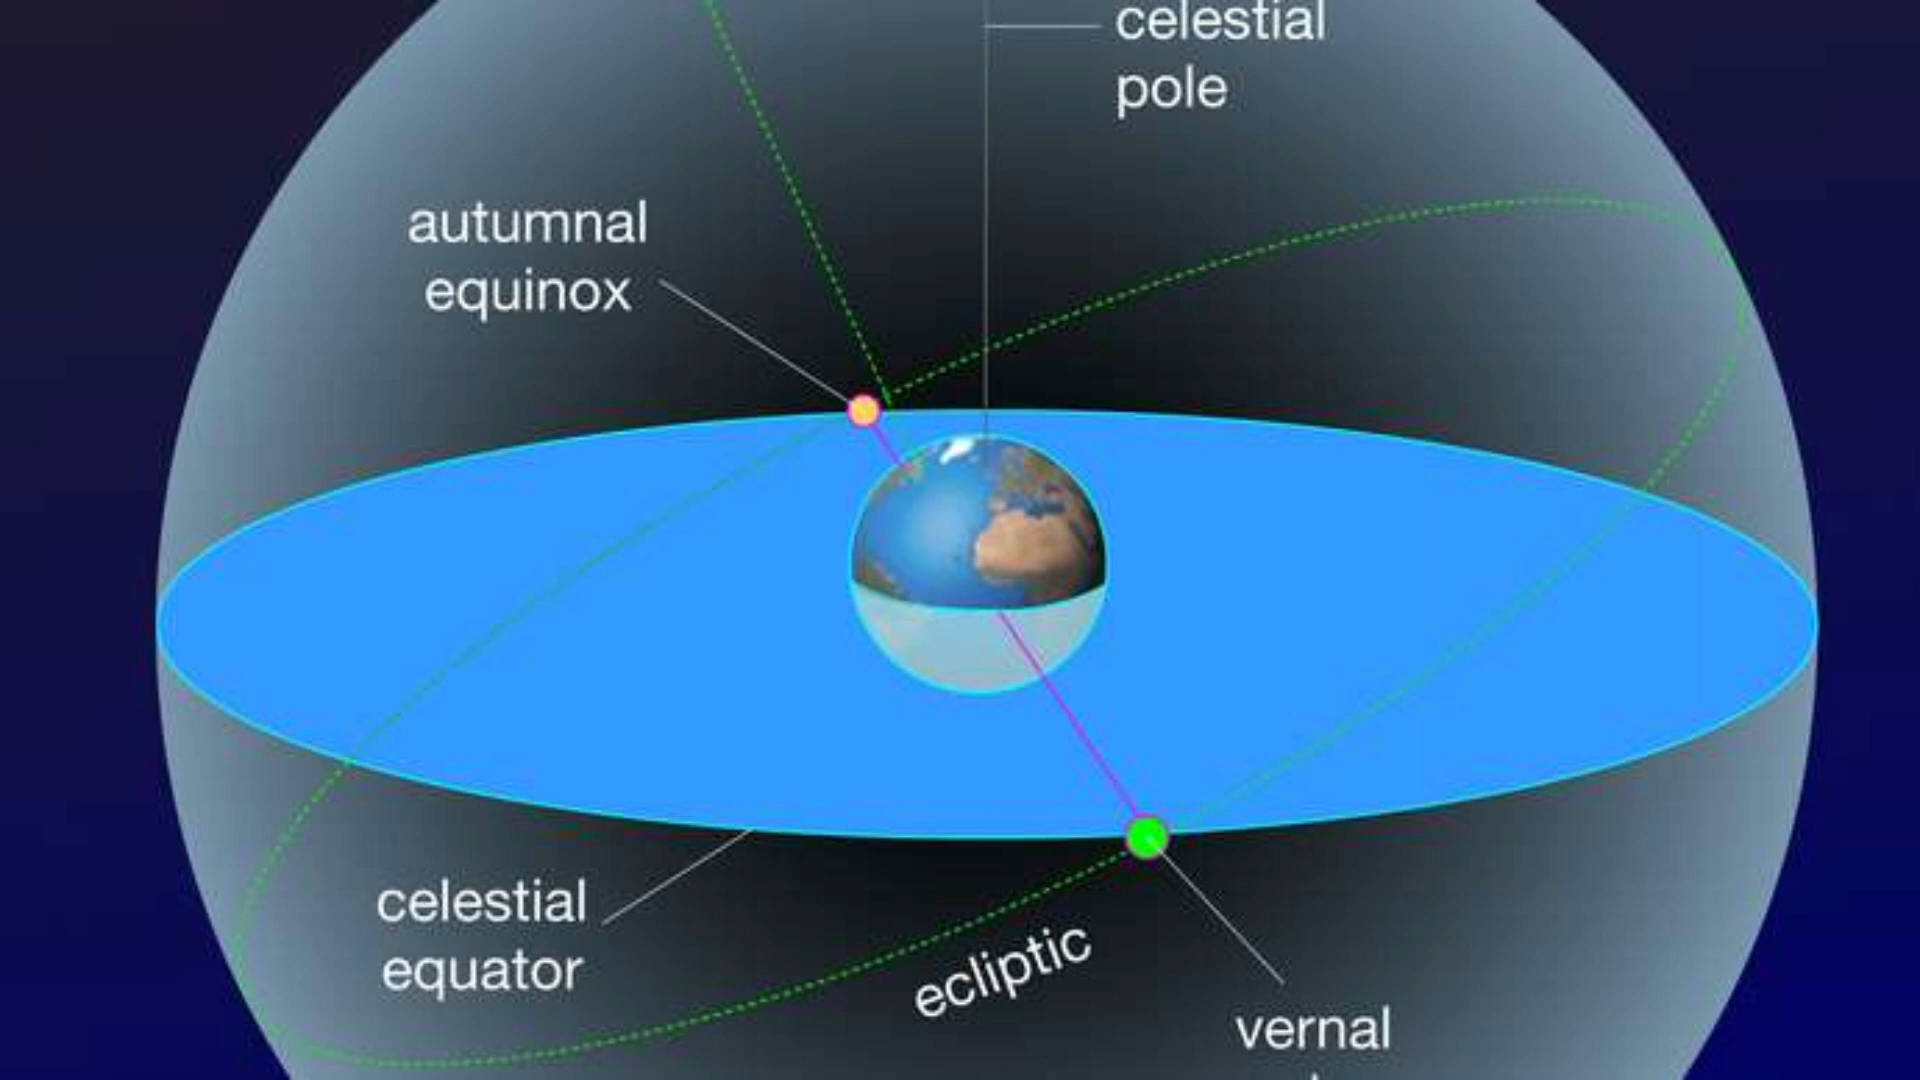 celestial
pole
autumnal
equinox
celestial
equator
ecliptic
vernal